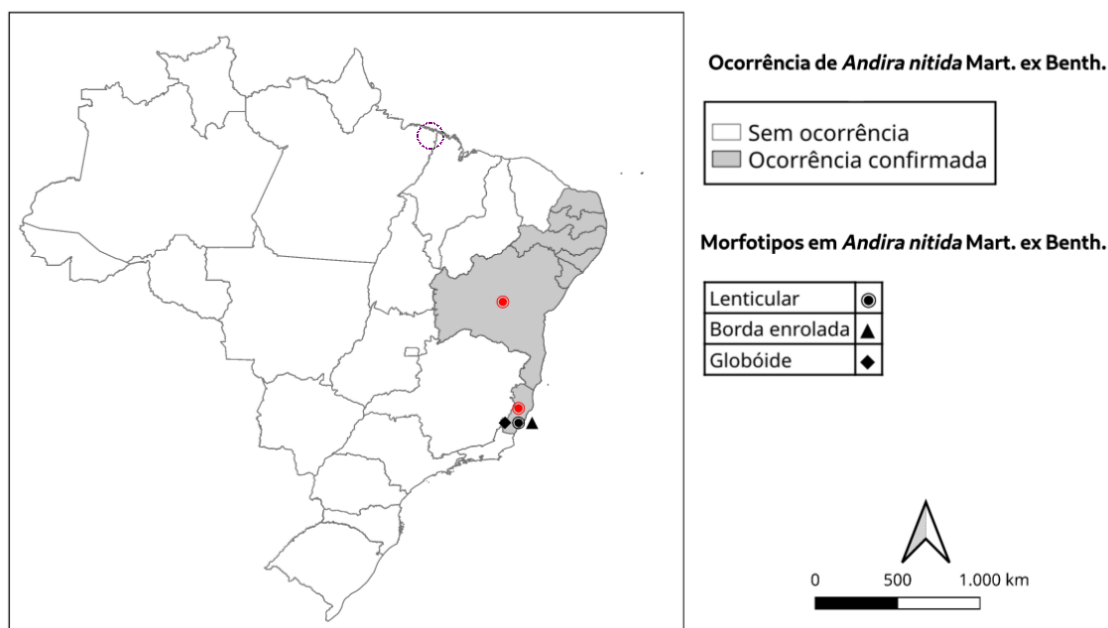 Ocorrência de Andira nitida Mart. ex Benth.
Sem ocorrência
Ocorrência confirmada
Morfotipos em Andira nitida Mart. ex Benth.
Lenticular
Borda enrolada
Globóide
0 500 1.000 km